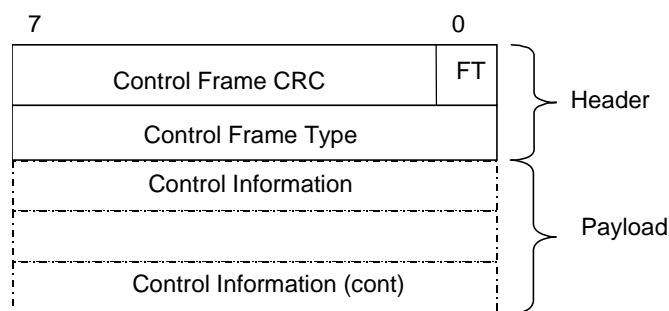 7 0
Control Frame CRC FT
Header
Control Frame Type
Control Information
Payload
Control Information (cont)